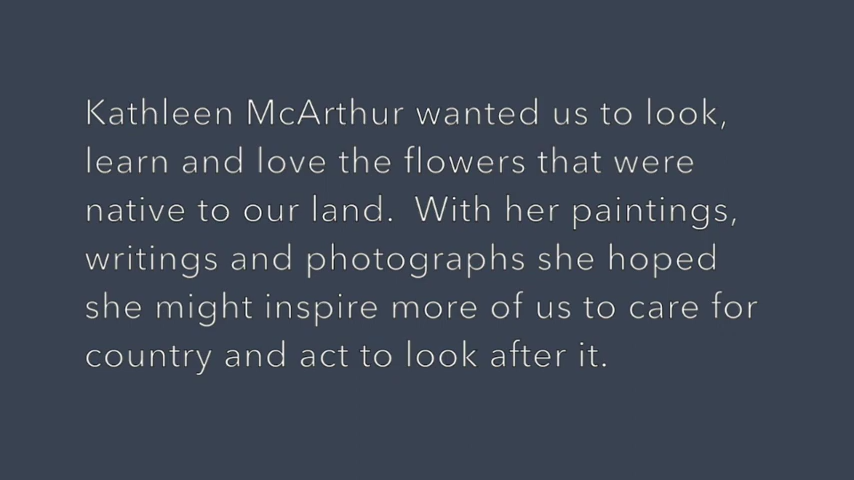 Kathleen McArthur wanted us to look,
learn and love the flowers that were
native to our land.  With her paintings,
writings and photographs she hoped
she might inspire more of us to care for
country and act to look after it.